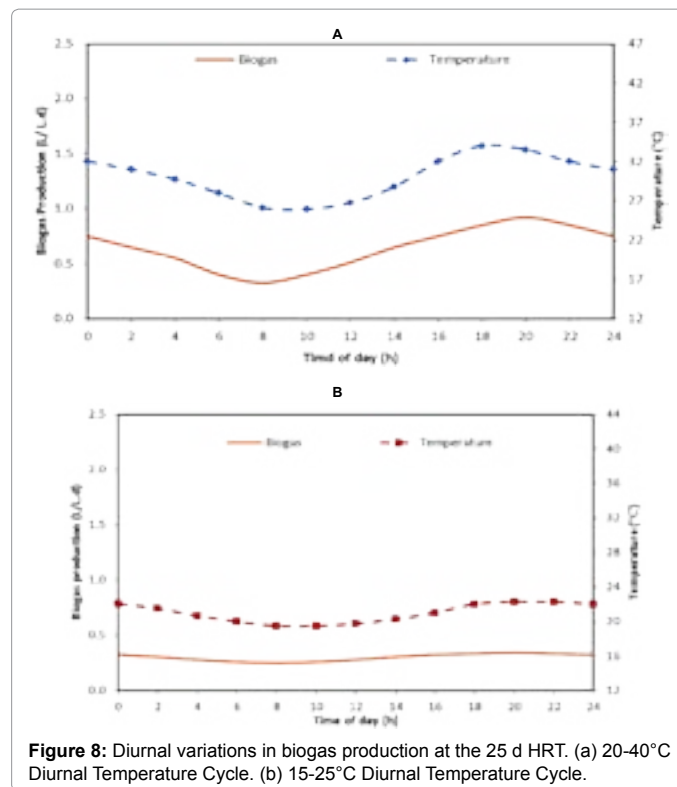 A
Biogas
Temperature
Biogas Production (L/ L.d)
2.5
2.0
1.5
1.0
0.5
0.0
47
42
37
32
27
22
17
12
Temperature (°C)
0 2 4 6 8 10 12 14 16 18 20 22 24
Timd of day (h)
B
Biogas
Temperature
Biogas production (L/L.d)
2.5
2.0
1.5
1.0
0.5
0.0
44
40
36
32
28
20
16
12
Temperature (°C)
0 2 4 6 8 10 12 14 16 18 20 22 24
Time of day (h)
Figure 8: Diurnal variations in biogas production at the 25 d HRT. (a) 20-40°C
Diurnal Temperature Cycle. (b) 15-25°C Diurnal Temperature Cycle.